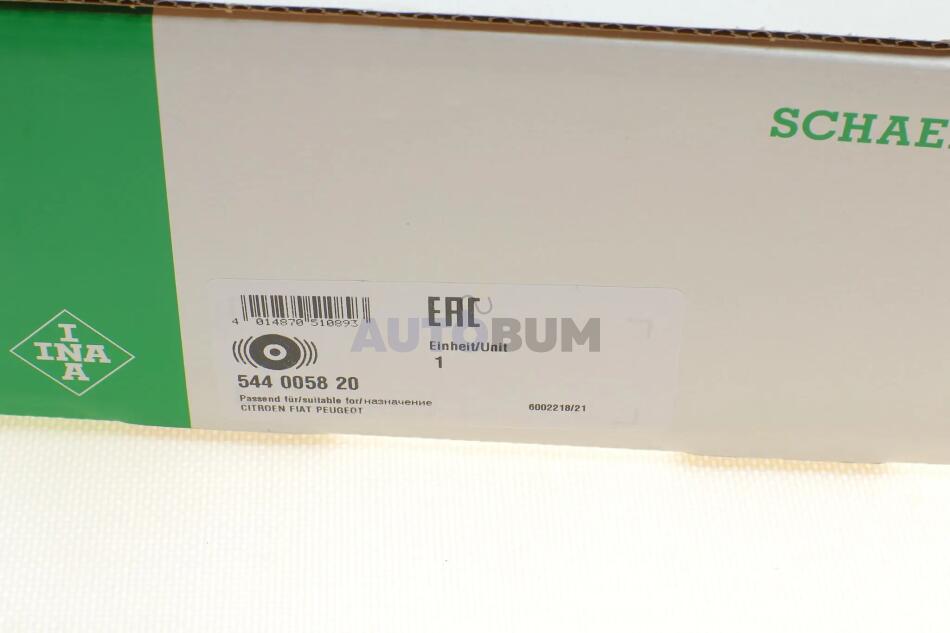 SCHAE
I
INA
A
4 014870 510893
EAC
AUTOBUM
Einheit/Unit
1
544 0058 20
Passend für/suitable for/назначение
CITROEN FIAT PEUGEOT
6002218/21